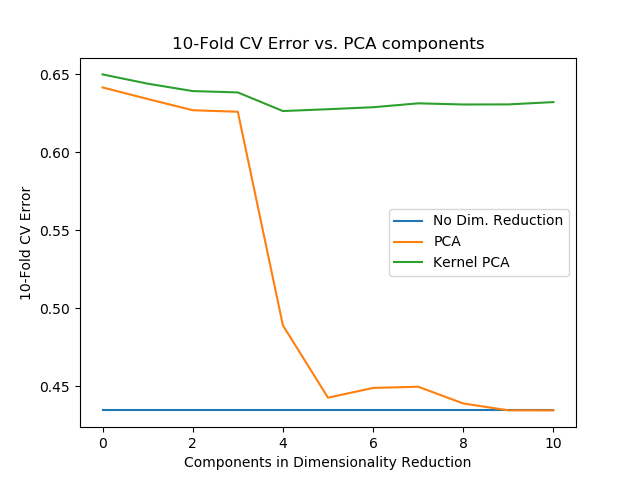 10-Fold CV Error vs. PCA components
0.65
0.60
0.55
0.50
0.45
10-Fold CV Error
No Dim. Reduction
PCA
Kernel PCA
0 2 4 6 8 10
Components in Dimensionality Reduction